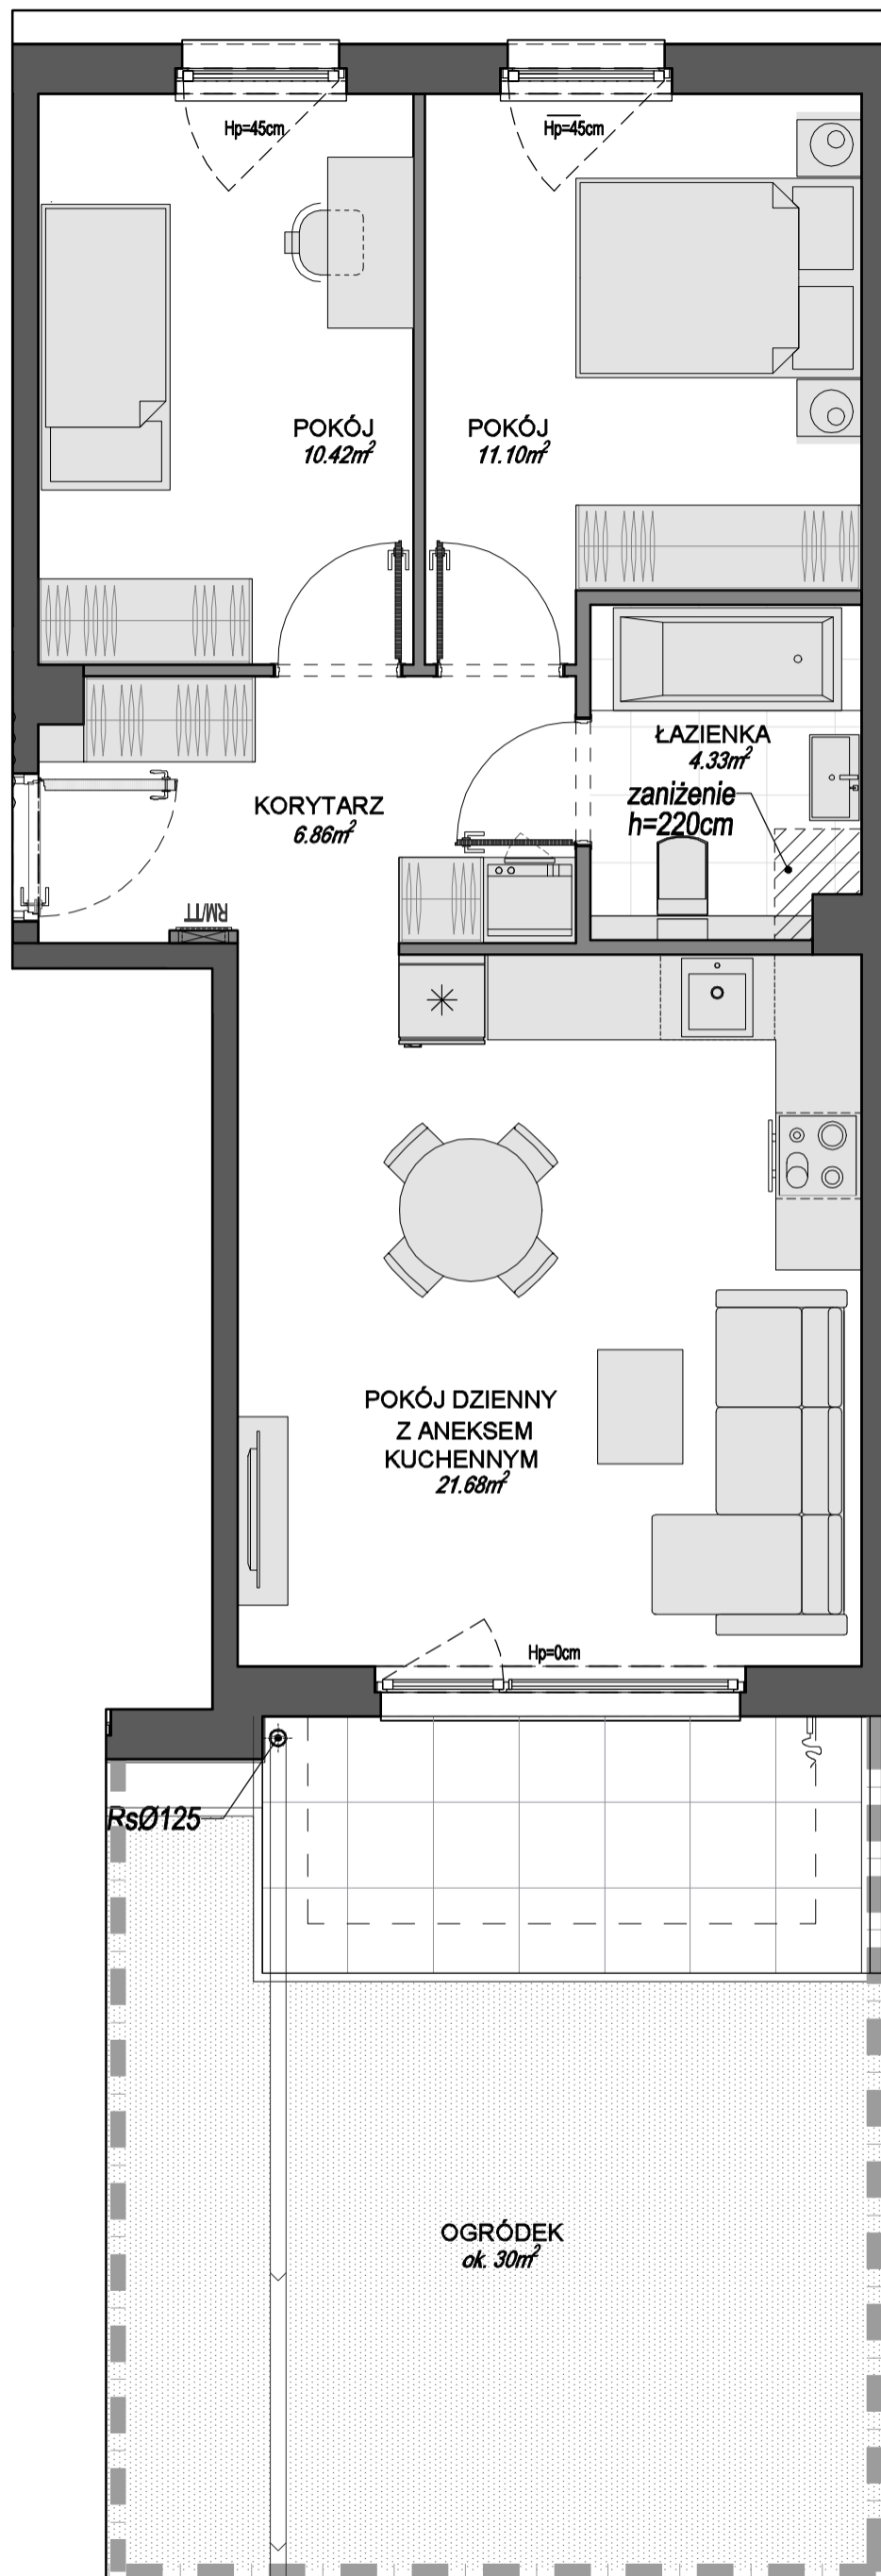 Hp=45cm
Hp=45cm
POKÓJ
10.42m²
POKÓJ
11.10m²
ŁAZIENKA
4.33m²
zaniżenie
h=220cm
KORYTARZ
6.86m²
RM/TT
POKÓJ DZIENNY
Z ANEKSEM
KUCHENNYM
21.68m²
Hp=0cm
RsØ125
OGRÓDEK
ok. 30m²